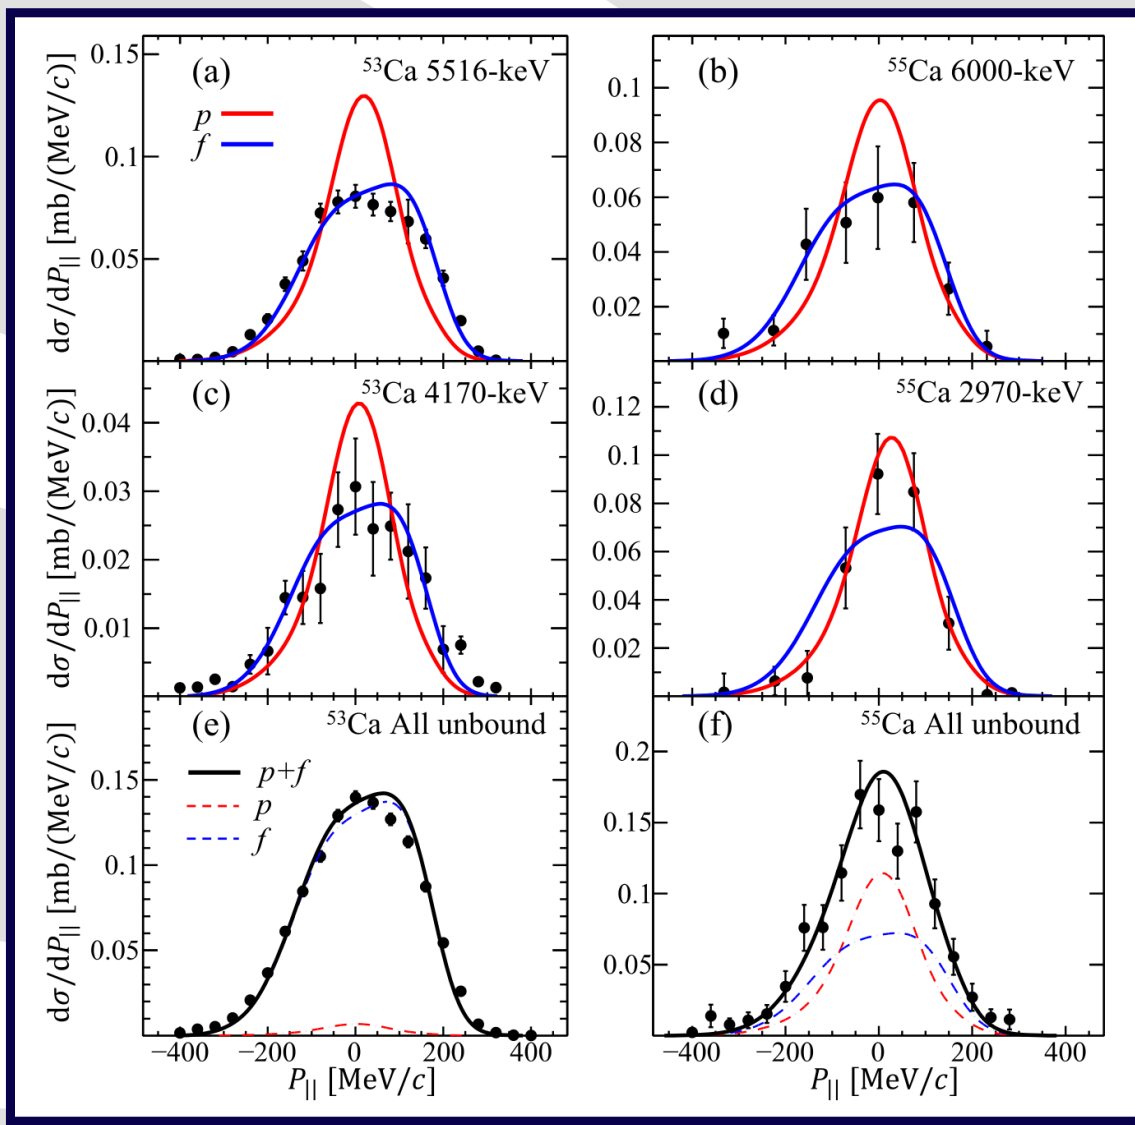 (a) ⁵³Ca 5516-keV
p
f
0.15
0.1
0.05
dσ/dP|| [mb/(MeV/c)]
(b) ⁵⁵Ca 6000-keV
0.1
0.08
0.06
0.04
0.02
(c) ⁵³Ca 4170-keV
0.04
0.03
0.02
0.01
dσ/dP|| [mb/(MeV/c)]
(d) ⁵⁵Ca 2970-keV
0.12
0.1
0.08
0.06
0.04
0.02
(e) ⁵³Ca All unbound
p+f
p
f
0.15
0.1
0.05
dσ/dP|| [mb/(MeV/c)]
−400 −200 0 200 400
P|| [MeV/c]
(f) ⁵⁵Ca All unbound
0.2
0.15
0.1
0.05
−400 −200 0 200 400
P|| [MeV/c]